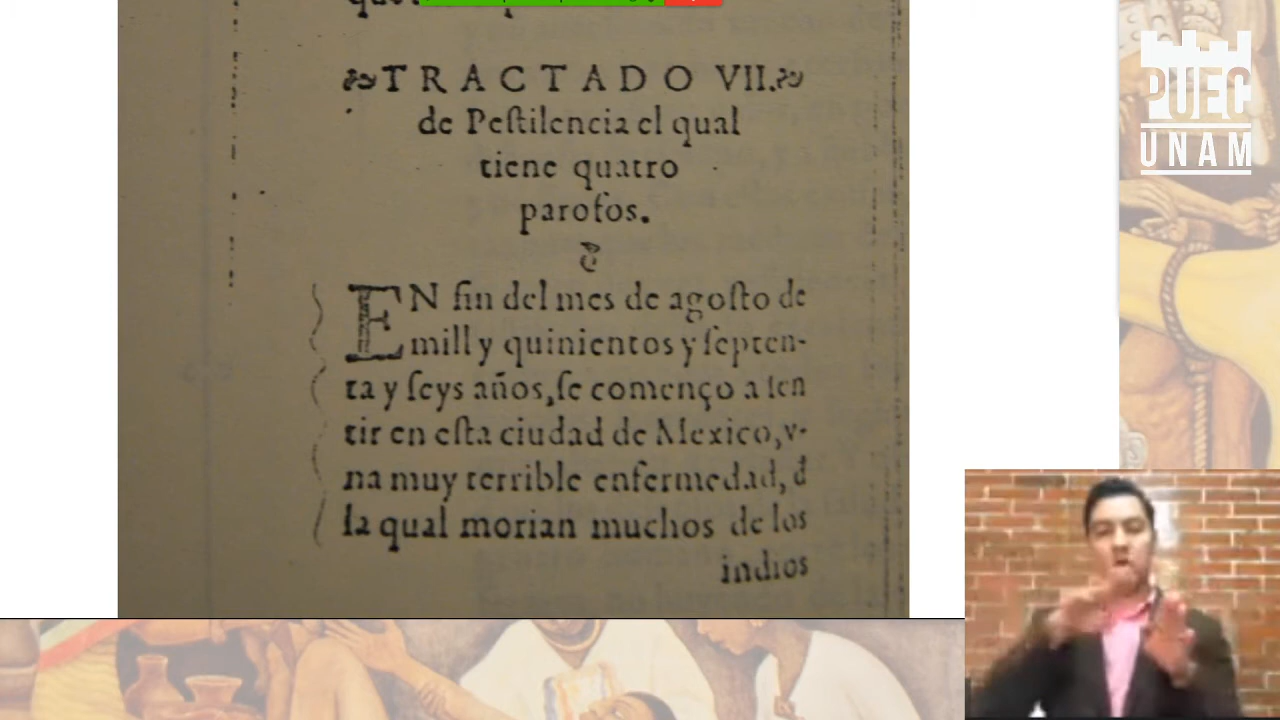 TRACTADO VII.
de Peſtilencia el qual
tiene quatro
paroſos.
EN fin del mes de agoſto de
mill y quinientos y ſepten-
ta y ſeys años, ſe començo a ſen
tir en eſta ciudad de Mexico, v-
na muy terrible enfermedad, đ
la qual morian muchos de los
indios
PUEC
UNAM